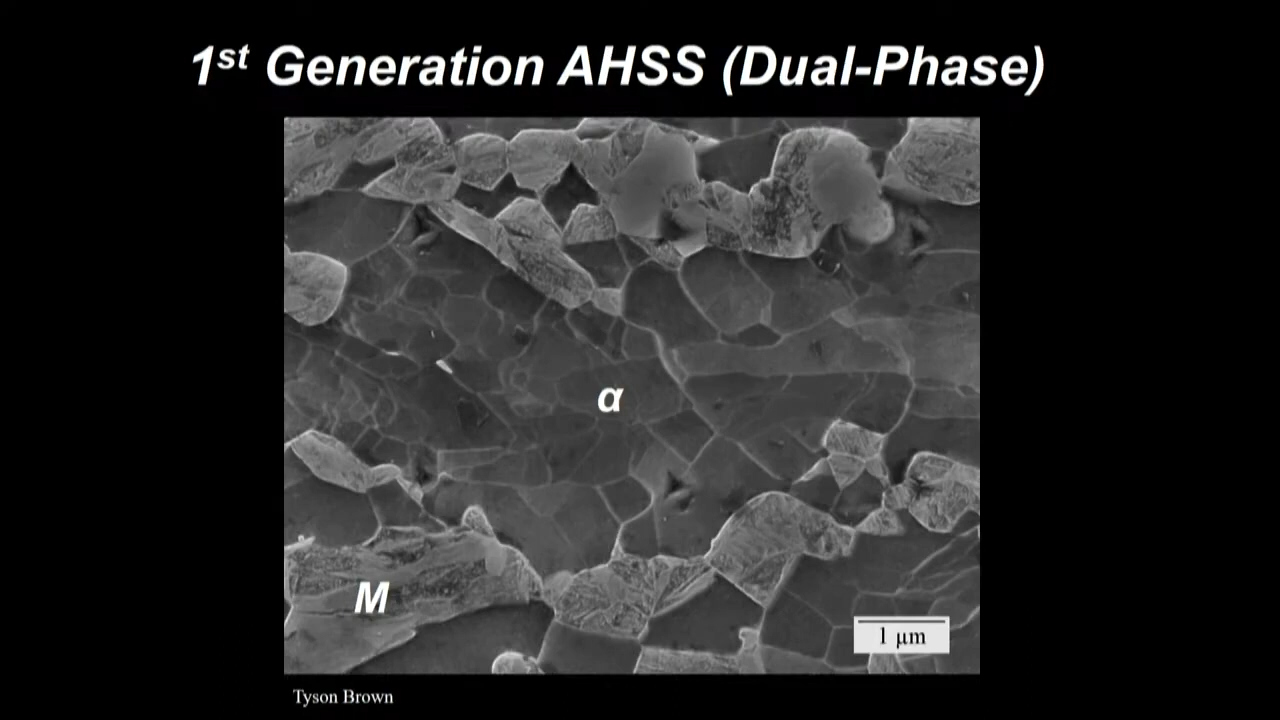 1st Generation AHSS (Dual-Phase)
α
M
1 μm
Tyson Brown